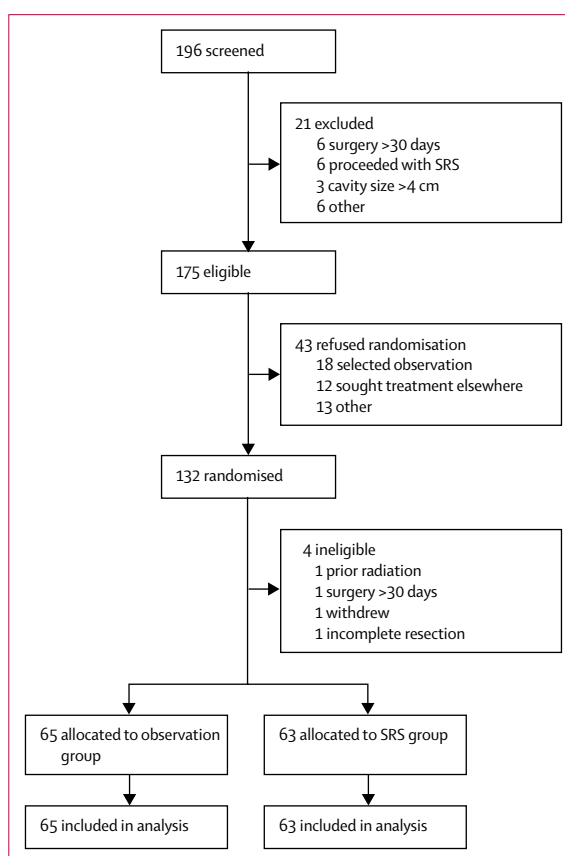 196 screened
21 excluded
6 surgery >30 days
6 proceeded with SRS
3 cavity size >4 cm
6 other
175 eligible
43 refused randomisation
18 selected observation
12 sought treatment elsewhere
13 other
132 randomised
4 ineligible
1 prior radiation
1 surgery >30 days
1 withdrew
1 incomplete resection
65 allocated to observation
group
63 allocated to SRS group
65 included in analysis
63 included in analysis